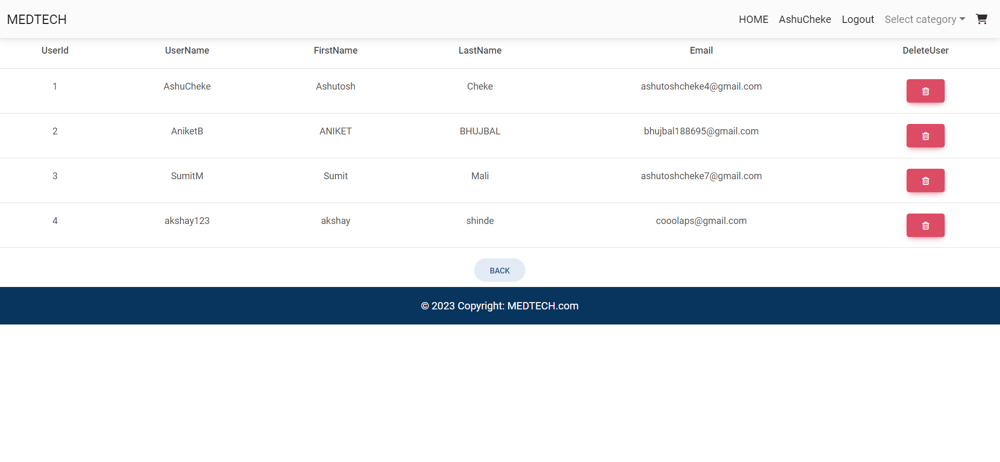 MEDTECH HOME AshuCheke Logout Select category
UserId UserName FirstName LastName Email DeleteUser
1 AshuCheke Ashutosh Cheke ashutoshcheke4@gmail.com
2 AniketB ANIKET BHUJBAL bhujbal188695@gmail.com
3 SumitM Sumit Mali ashutoshcheke7@gmail.com
4 akshay123 akshay shinde cooolaps@gmail.com
BACK
© 2023 Copyright: MEDTECH.com